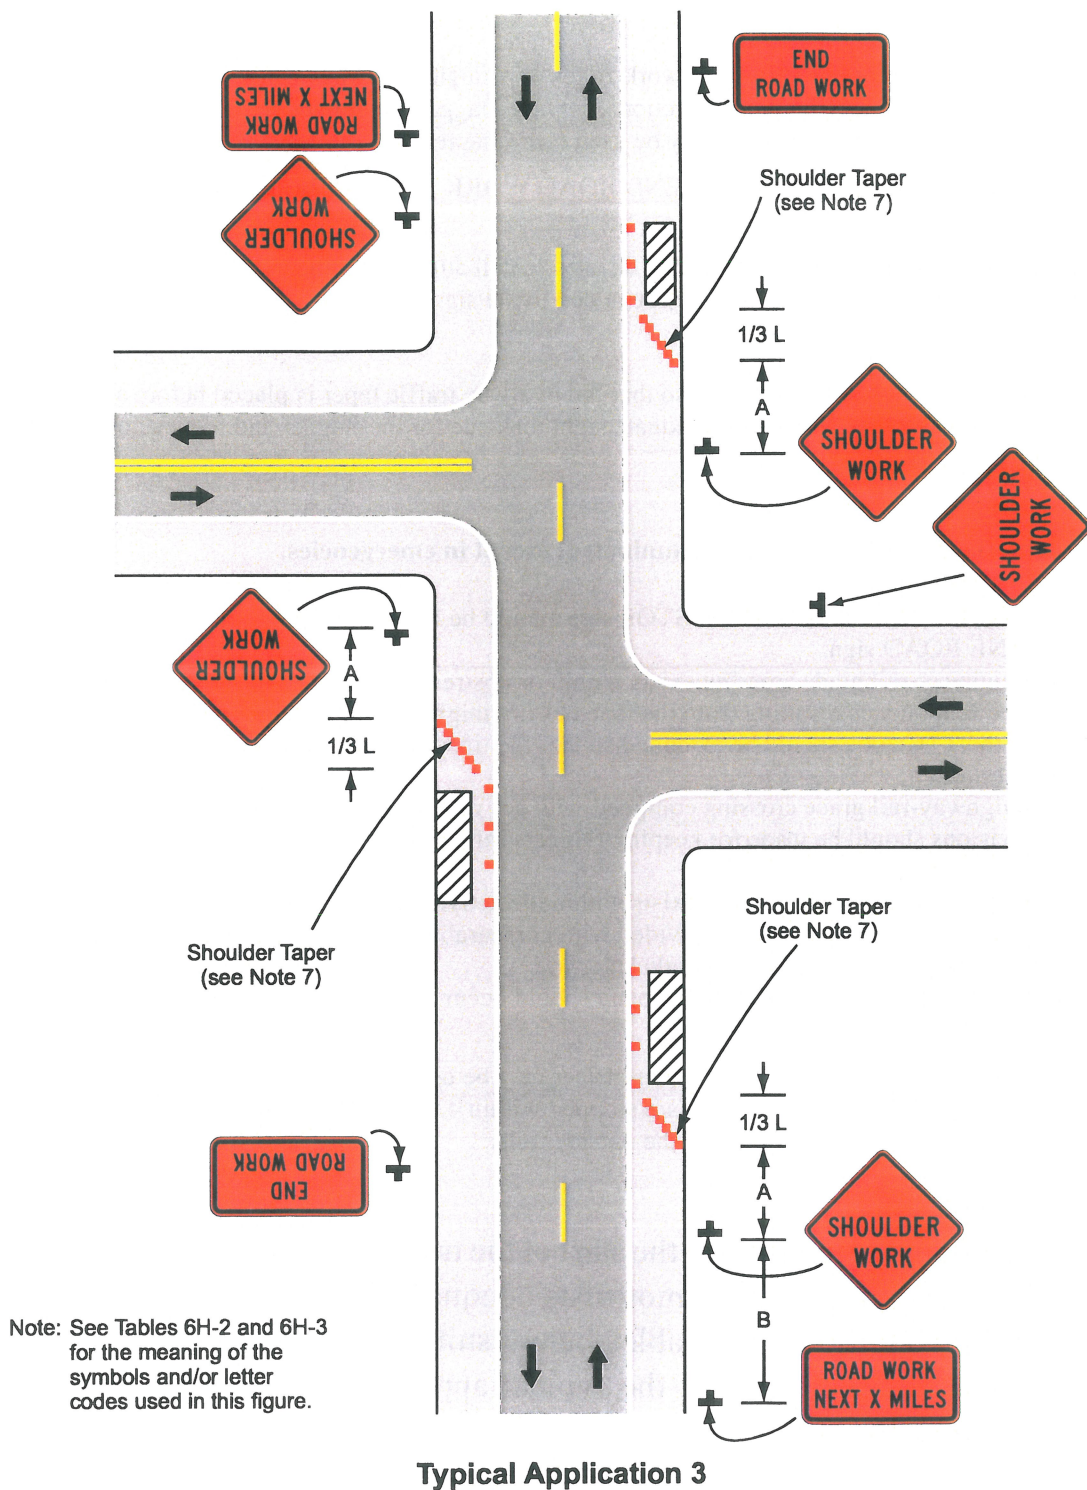 END
ROAD WORK
ROAD WORK
NEXT X MILES
SHOULDER
WORK
Shoulder Taper
(see Note 7)
1/3 L
A
SHOULDER
WORK
SHOULDER
WORK
SHOULDER
WORK
A
1/3 L
Shoulder Taper
(see Note 7)
Shoulder Taper
(see Note 7)
1/3 L
A
END
ROAD WORK
SHOULDER
WORK
B
ROAD WORK
NEXT X MILES
Note: See Tables 6H-2 and 6H-3
for the meaning of the
symbols and/or letter
codes used in this figure.
Typical Application 3